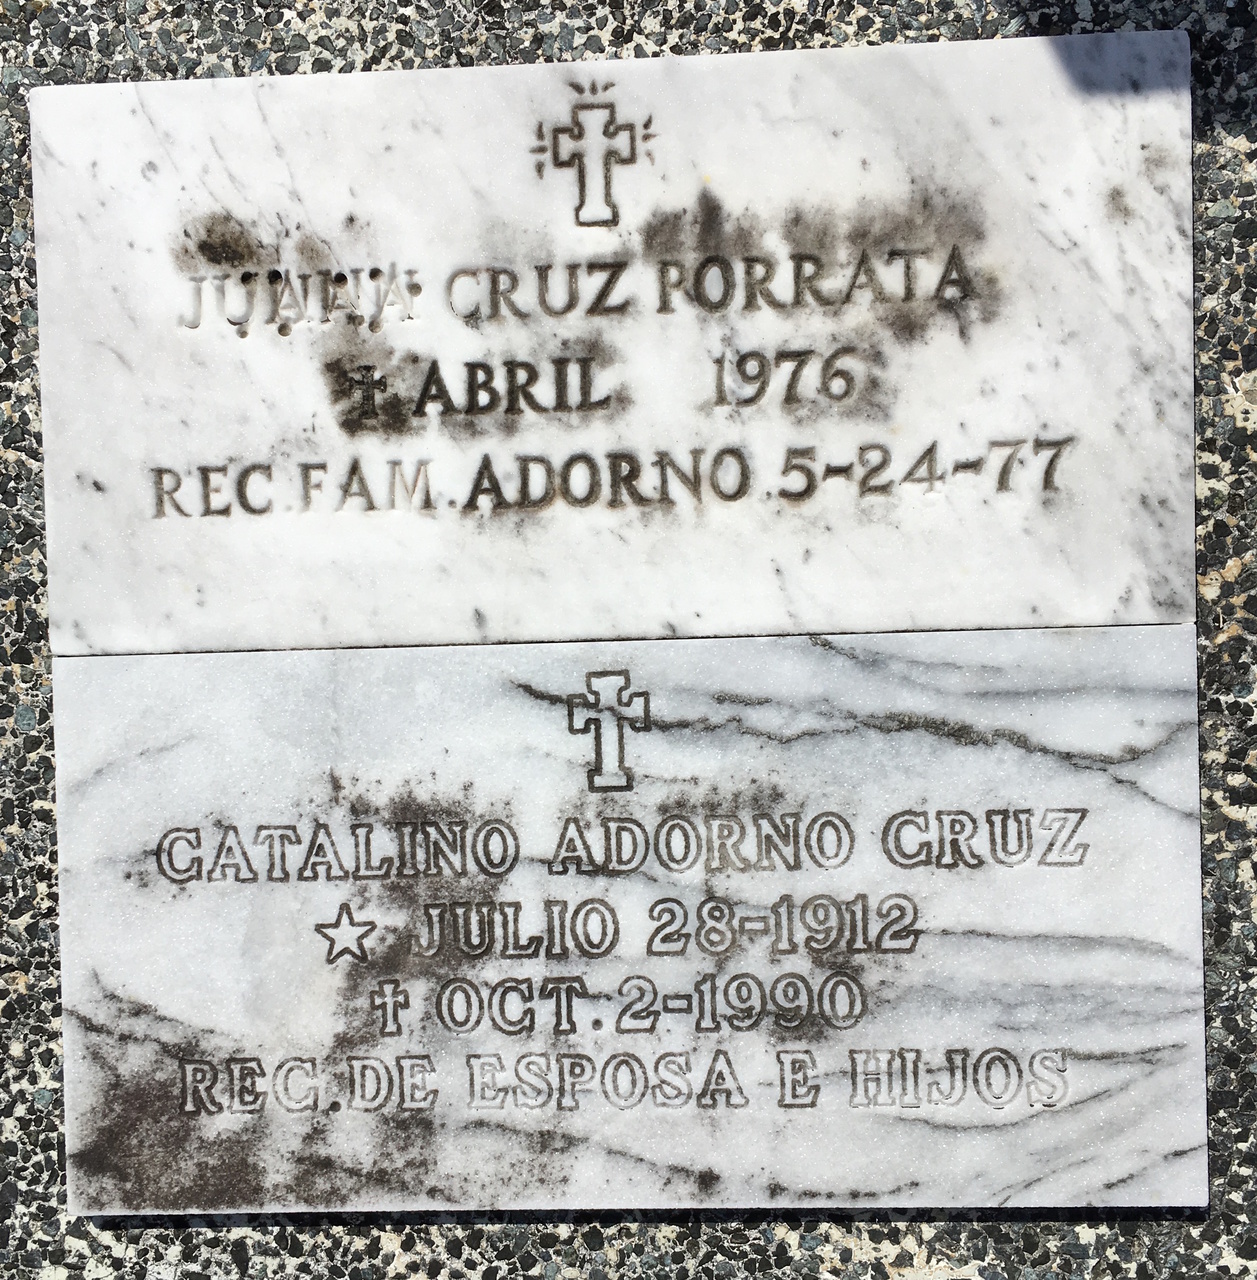 JUANA CRUZ PORRATA
✝ ABRIL 1976
REC. FAM. ADORNO 5-24-77
CATALINO ADORNO CRUZ
☆ JULIO 28-1912
✝ OCT. 2-1990
REC. DE ESPOSA E HIJOS